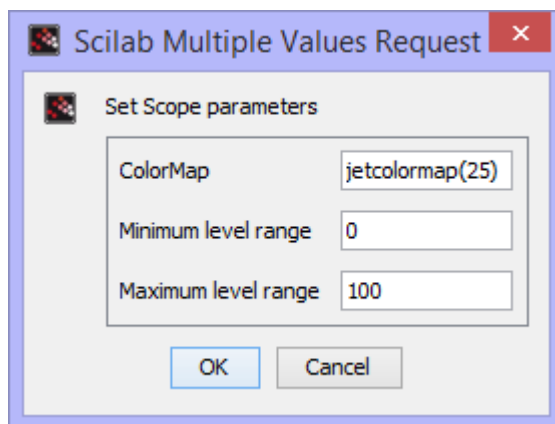 Scilab Multiple Values Request
Set Scope parameters
ColorMap jetcolormap(25)
Minimum level range 0
Maximum level range 100
OK Cancel